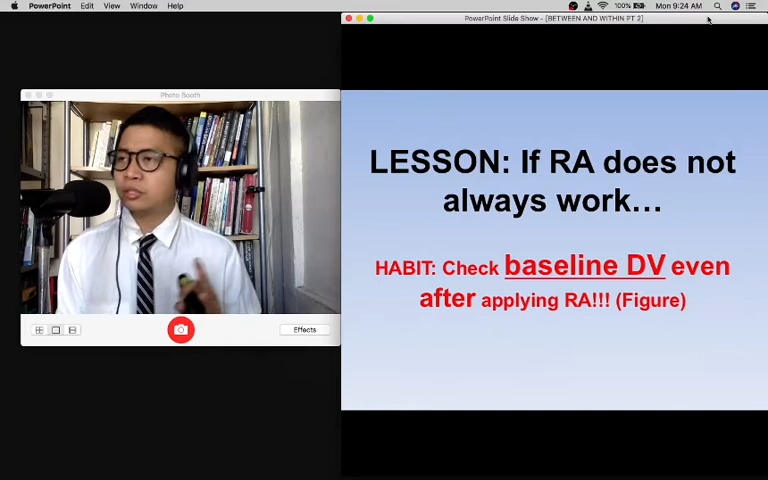 PowerPoint Edit View Window Help
100% Mon 9:24 AM
PowerPoint Slide Show - [BETWEEN AND WITHIN PT 2]
Photo Booth
LESSON: If RA does not
always work…
HABIT: Check baseline DV even
after applying RA!!! (Figure)
Effects